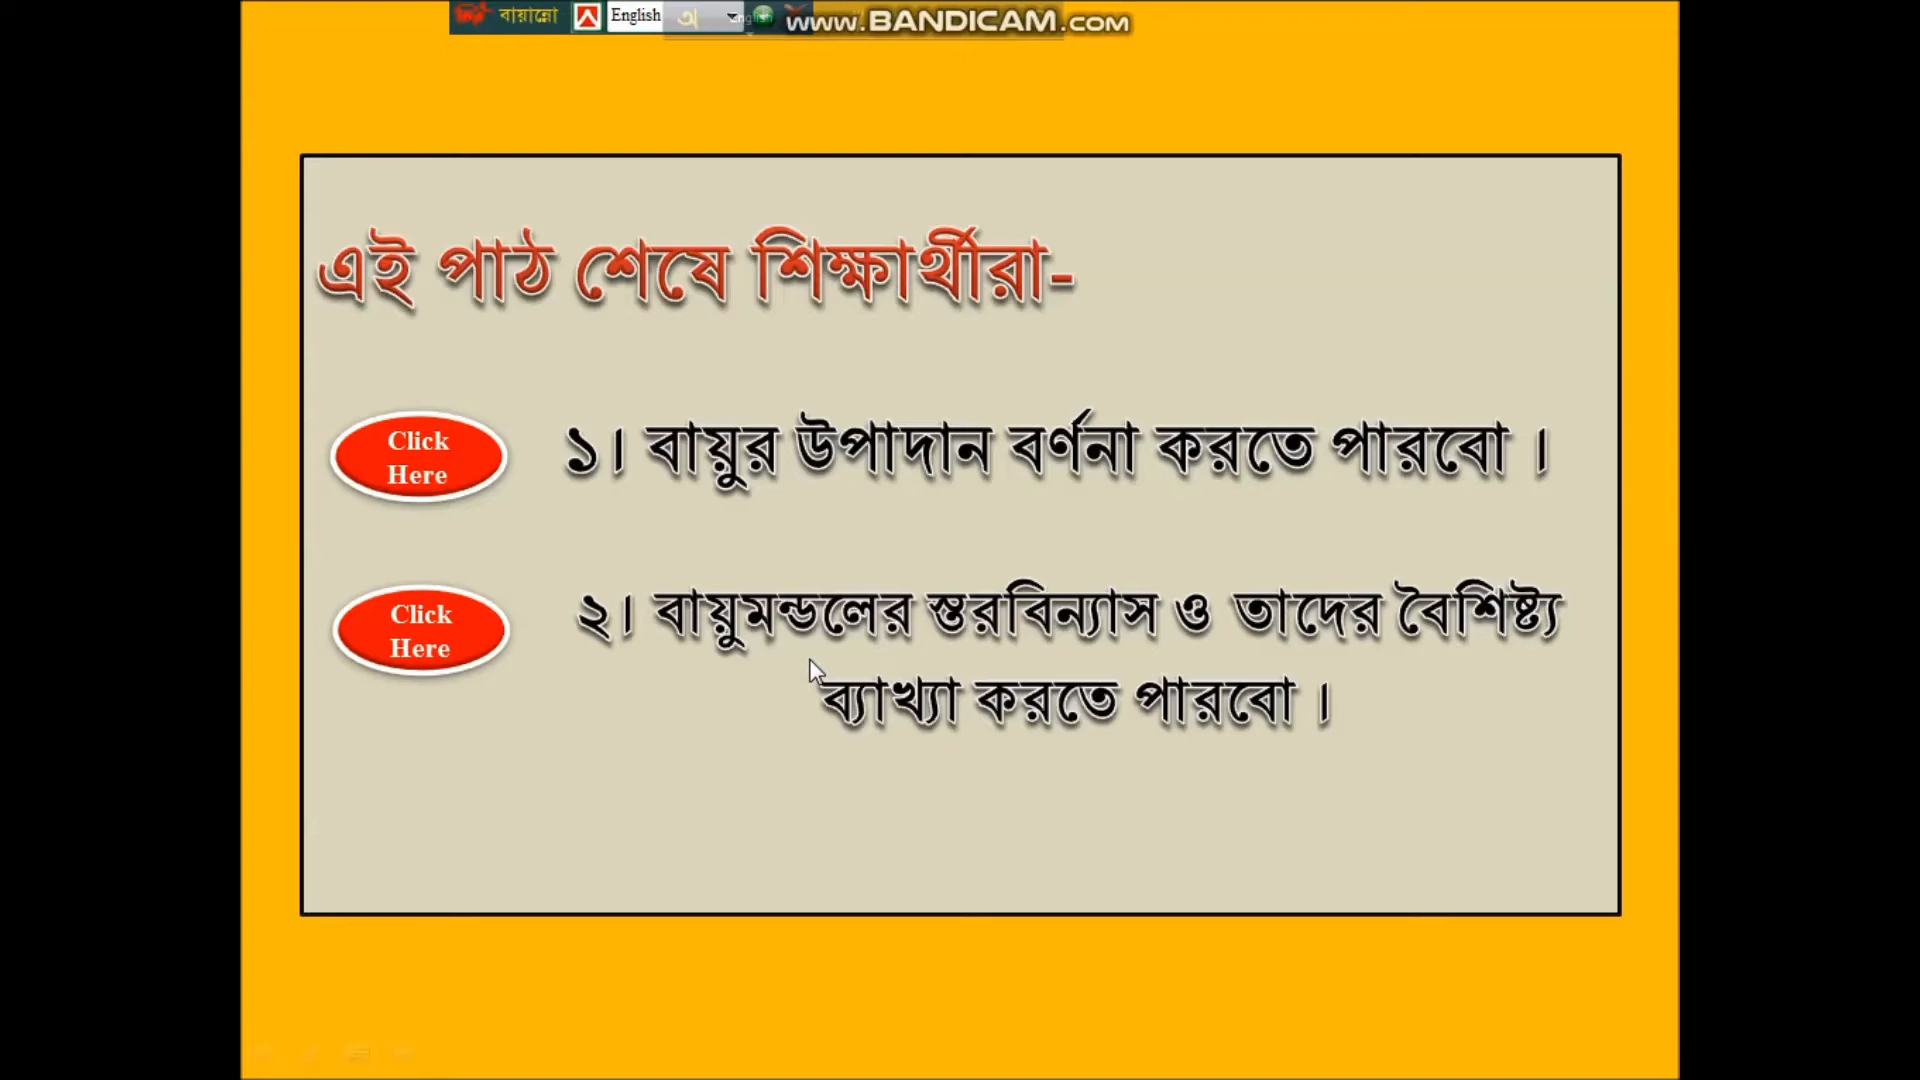 বায়ান্নো English অ www.BANDICAM.com
এই পাঠ শেষে শিক্ষার্থীরা-
Click
Here
১। বায়ুর উপাদান বর্ণনা করতে পারবো ।
Click
Here
২। বায়ুমন্ডলের স্তরবিন্যাস ও তাদের বৈশিষ্ট্য
ব্যাখ্যা করতে পারবো ।